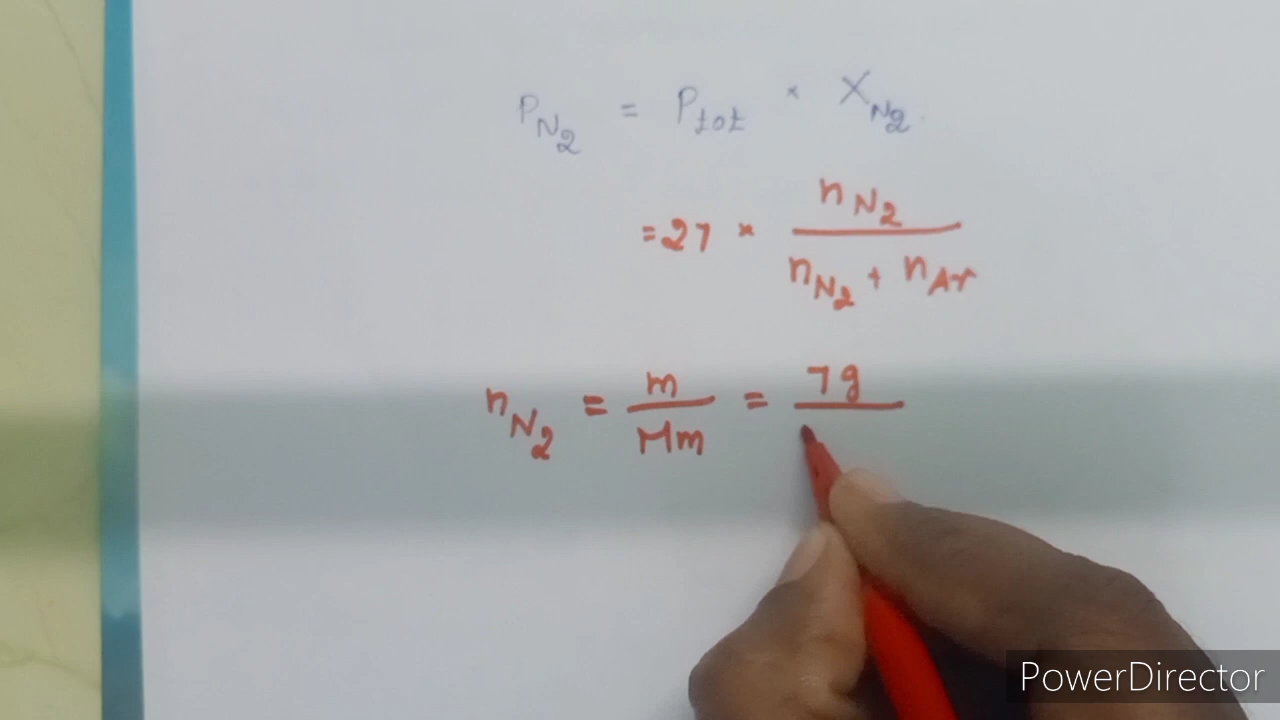 P_N2 = P_tot × X_N2
= 27 × n_N2 / (n_N2 + n_Ar)
n_N2 = m / Mm = 7g /
PowerDirector